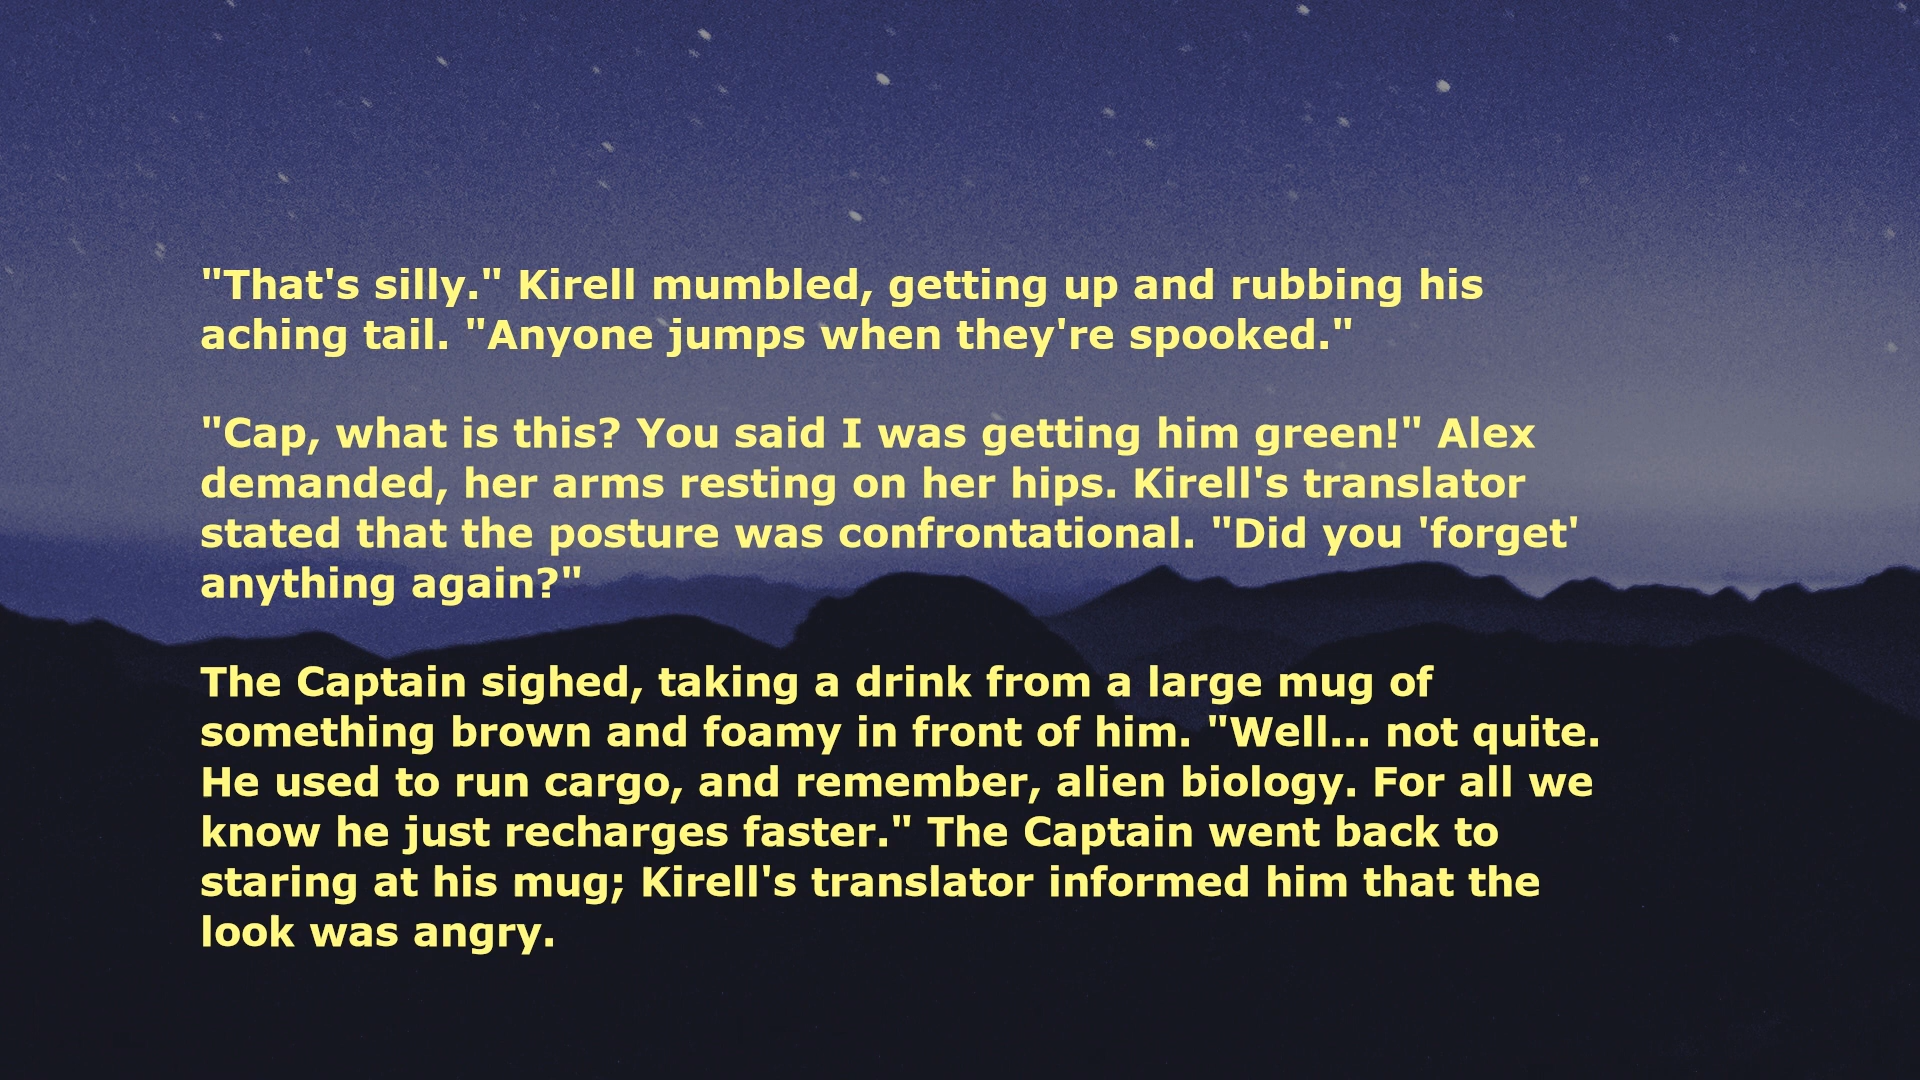 "That's silly." Kirell mumbled, getting up and rubbing his
aching tail. "Anyone jumps when they're spooked."
"Cap, what is this? You said I was getting him green!" Alex
demanded, her arms resting on her hips. Kirell's translator
stated that the posture was confrontational. "Did you 'forget'
anything again?"
The Captain sighed, taking a drink from a large mug of
something brown and foamy in front of him. "Well... not quite.
He used to run cargo, and remember, alien biology. For all we
know he just recharges faster." The Captain went back to
staring at his mug; Kirell's translator informed him that the
look was angry.